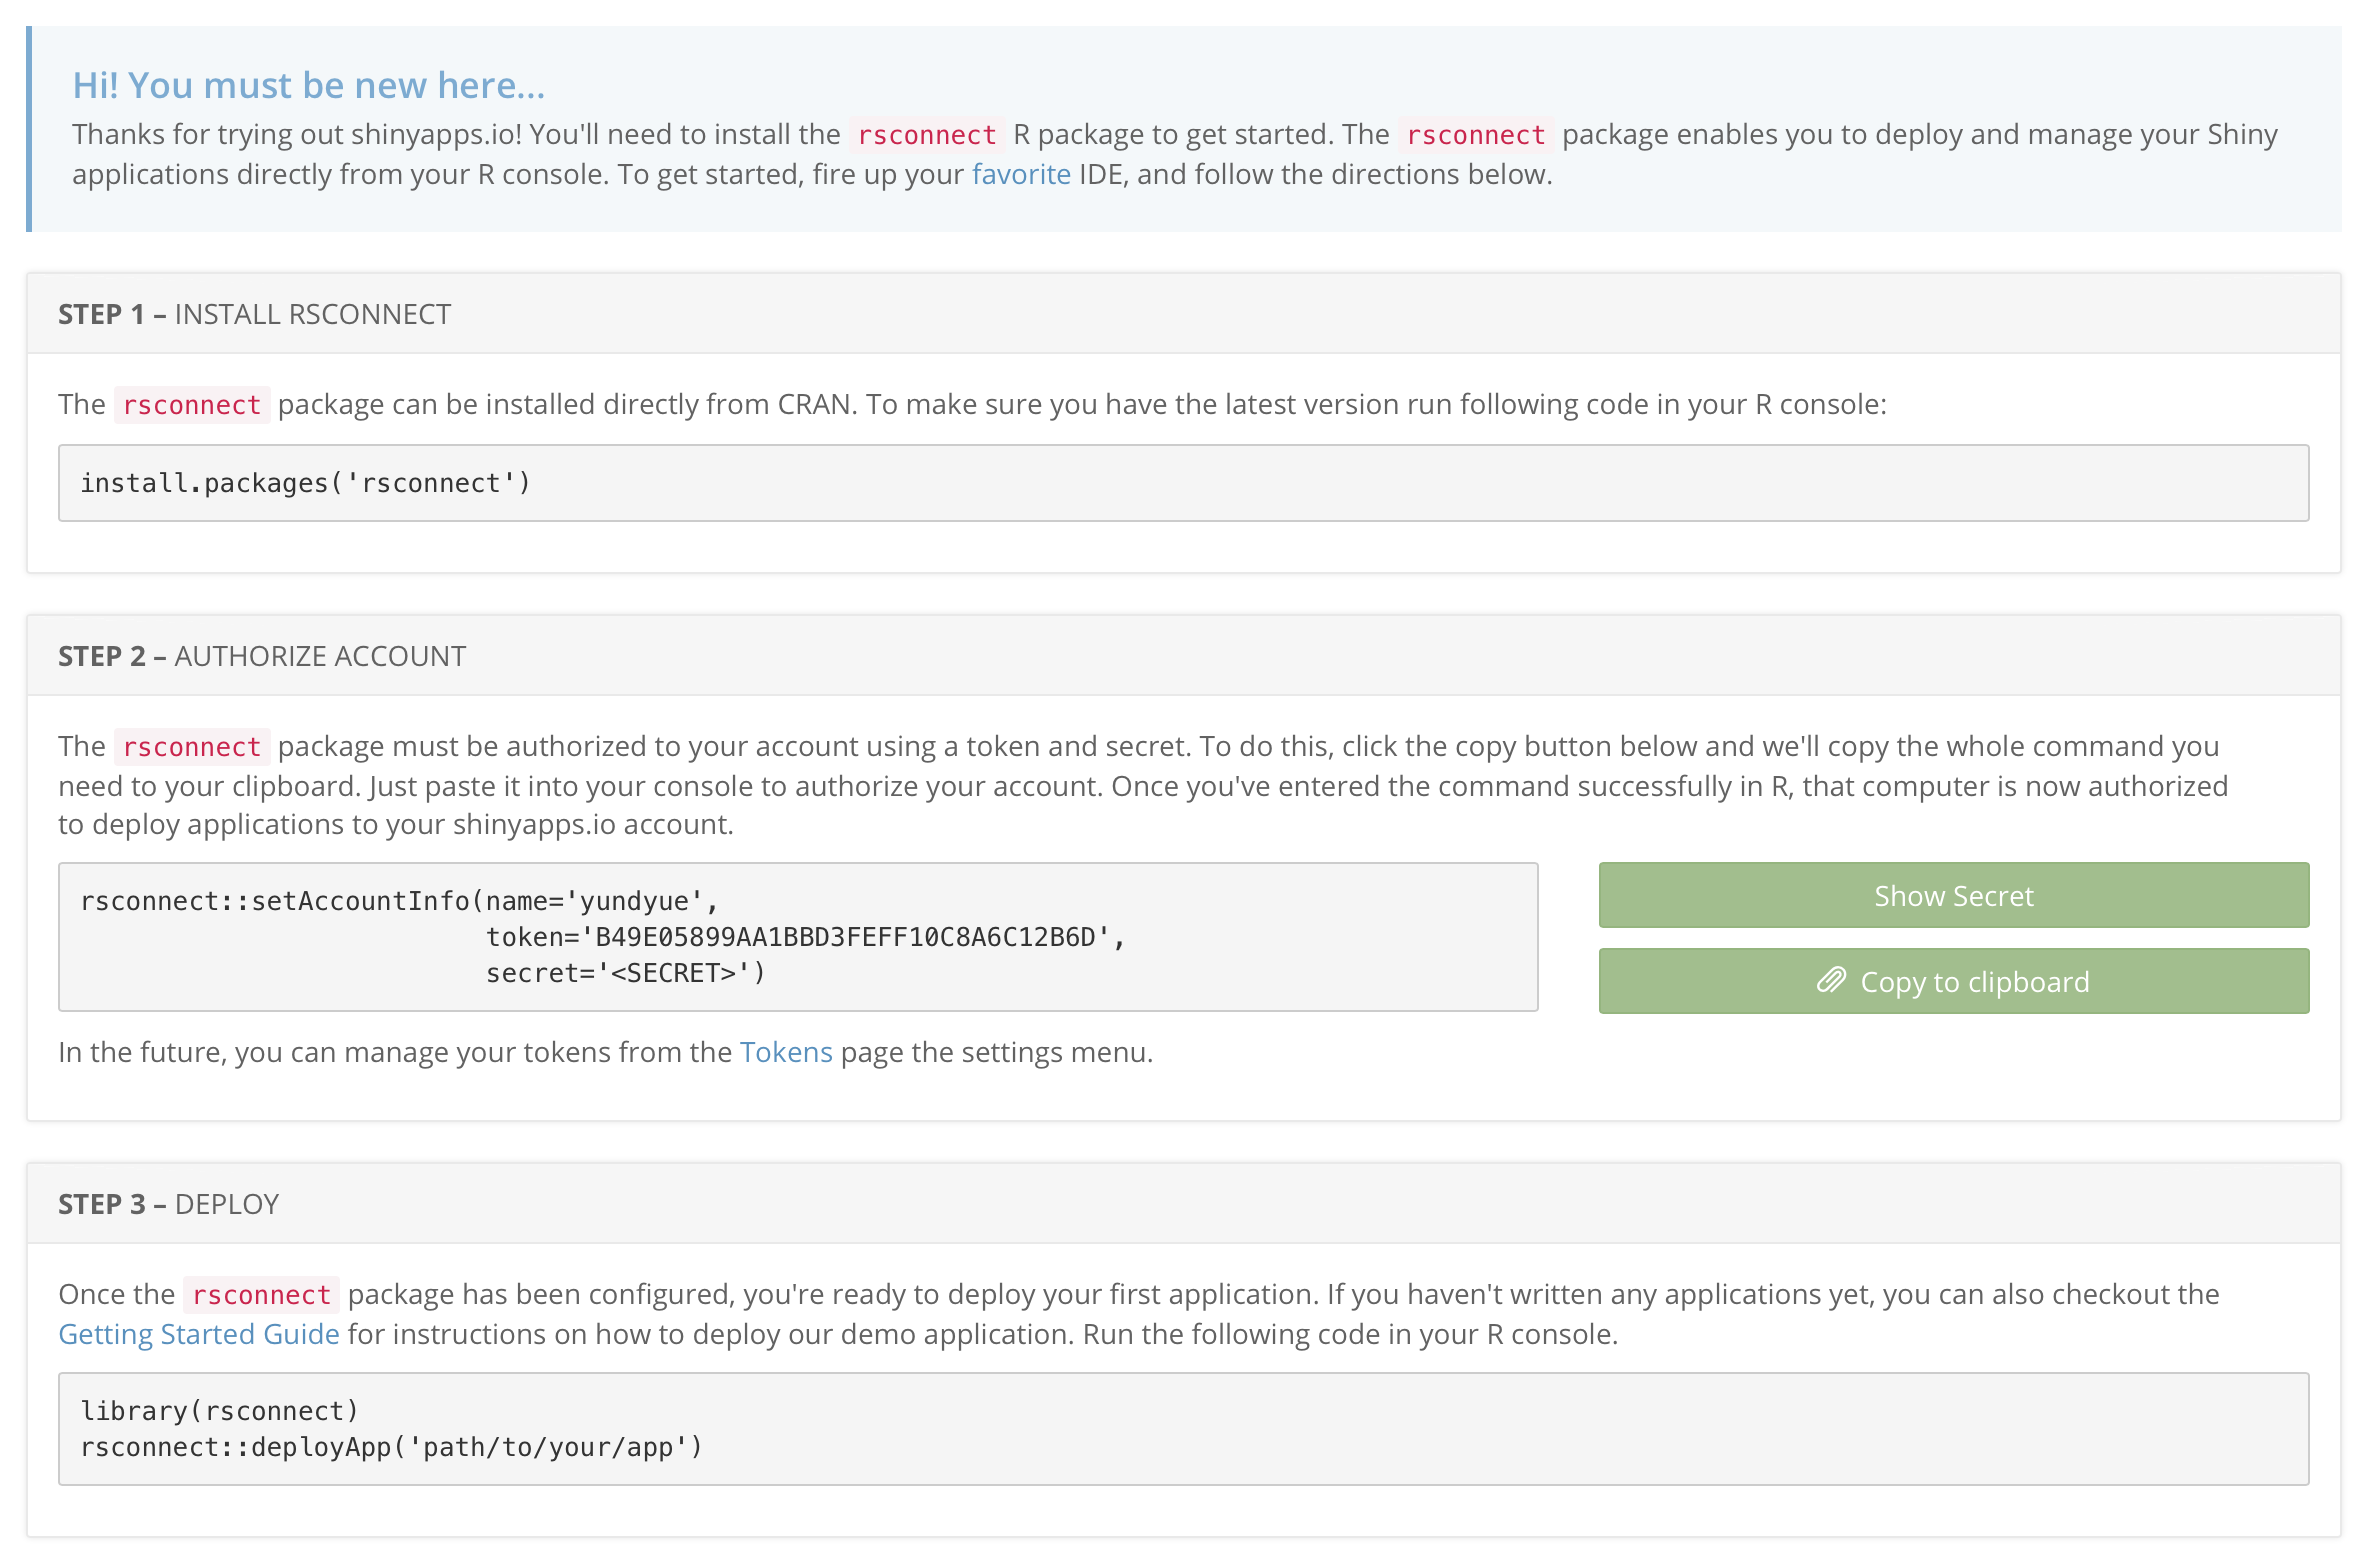 Hi! You must be new here...
Thanks for trying out shinyapps.io! You'll need to install the rsconnect R package to get started. The rsconnect package enables you to deploy and manage your Shiny
applications directly from your R console. To get started, fire up your favorite IDE, and follow the directions below.
STEP 1 – INSTALL RSCONNECT
The rsconnect package can be installed directly from CRAN. To make sure you have the latest version run following code in your R console:
install.packages('rsconnect')
STEP 2 – AUTHORIZE ACCOUNT
The rsconnect package must be authorized to your account using a token and secret. To do this, click the copy button below and we'll copy the whole command you
need to your clipboard. Just paste it into your console to authorize your account. Once you've entered the command successfully in R, that computer is now authorized
to deploy applications to your shinyapps.io account.
rsconnect::setAccountInfo(name='yundyue',
token='B49E05899AA1BBD3FEFF10C8A6C12B6D',
secret='<SECRET>')
Show Secret
Copy to clipboard
In the future, you can manage your tokens from the Tokens page the settings menu.
STEP 3 – DEPLOY
Once the rsconnect package has been configured, you're ready to deploy your first application. If you haven't written any applications yet, you can also checkout the
Getting Started Guide for instructions on how to deploy our demo application. Run the following code in your R console.
library(rsconnect)
rsconnect::deployApp('path/to/your/app')